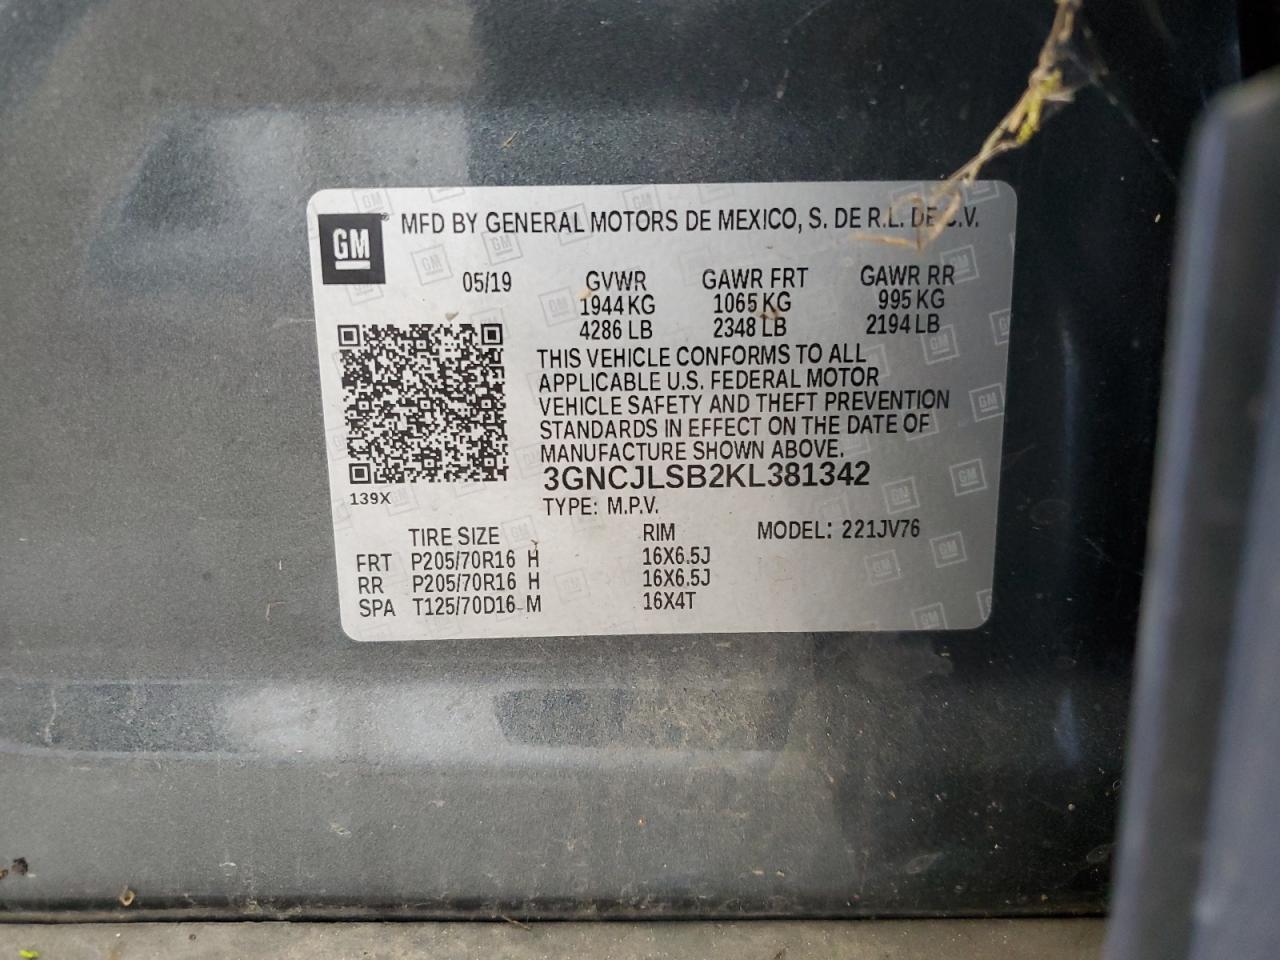 GM ® MFD BY GENERAL MOTORS DE MEXICO, S. DE R.L. DE C.V.
05/19 GVWR GAWR FRT GAWR RR
1944 KG 1065 KG 995 KG
4286 LB 2348 LB 2194 LB
THIS VEHICLE CONFORMS TO ALL
APPLICABLE U.S. FEDERAL MOTOR
VEHICLE SAFETY AND THEFT PREVENTION
STANDARDS IN EFFECT ON THE DATE OF
MANUFACTURE SHOWN ABOVE.
3GNCJLSB2KL381342
139X
TYPE: M.P.V.
TIRE SIZE RIM MODEL: 221JV76
FRT P205/70R16 H 16X6.5J
RR P205/70R16 H 16X6.5J
SPA T125/70D16 M 16X4T